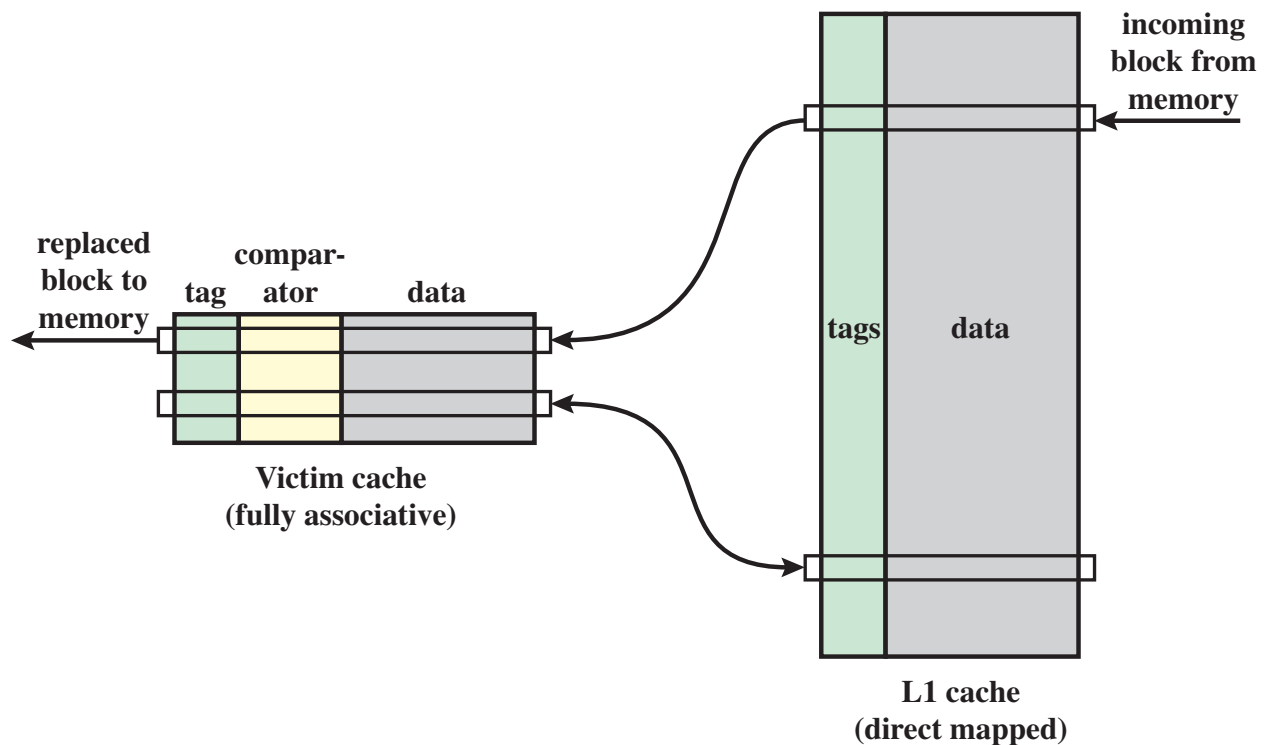 incoming
block from
memory
replaced
block to
memory
tag
compar-
ator
data
tags
data
Victim cache
(fully associative)
L1 cache
(direct mapped)